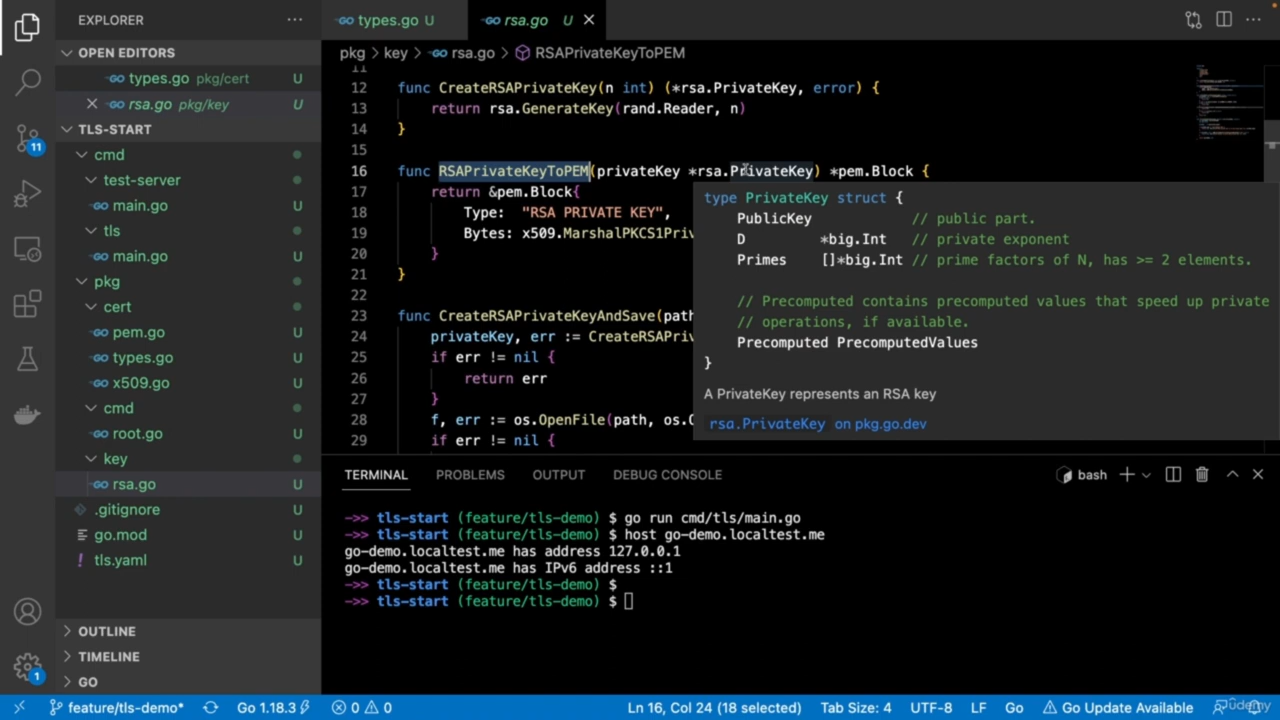 EXPLORER
OPEN EDITORS
types.go pkg/cert U
rsa.go pkg/key U
TLS-START
cmd
test-server
main.go U
tls
main.go U
pkg
cert
pem.go U
types.go U
x509.go U
cmd
root.go U
key
rsa.go U
.gitignore U
go.mod U
tls.yaml U
OUTLINE
TIMELINE
GO
11
1
types.go U
rsa.go U
pkg > key > rsa.go > RSAPrivateKeyToPEM
11
12 func CreateRSAPrivateKey(n int) (*rsa.PrivateKey, error) {
13 return rsa.GenerateKey(rand.Reader, n)
14 }
15
16 func RSAPrivateKeyToPEM(privateKey *rsa.PrivateKey) *pem.Block {
17 return &pem.Block{
18 Type: "RSA PRIVATE KEY",
19 Bytes: x509.MarshalPKCS1Priv
20 }
21 }
22
23 func CreateRSAPrivateKeyAndSave(pat
24 privateKey, err := CreateRSAPriv
25 if err != nil {
26 return err
27 }
28 f, err := os.OpenFile(path, os.O
29 if err != nil {
type PrivateKey struct {
PublicKey // public part.
D *big.Int // private exponent
Primes []*big.Int // prime factors of N, has >= 2 elements.
// Precomputed contains precomputed values that speed up private
// operations, if available.
Precomputed PrecomputedValues
}
A PrivateKey represents an RSA key
rsa.PrivateKey on pkg.go.dev
TERMINAL PROBLEMS OUTPUT DEBUG CONSOLE bash
->> tls-start (feature/tls-demo) $ go run cmd/tls/main.go
->> tls-start (feature/tls-demo) $ host go-demo.localtest.me
go-demo.localtest.me has address 127.0.0.1
go-demo.localtest.me has IPv6 address ::1
->> tls-start (feature/tls-demo) $
->> tls-start (feature/tls-demo) $
feature/tls-demo* Go 1.18.3 0 0 Ln 16, Col 24 (18 selected) Tab Size: 4 UTF-8 LF Go Go Update Available
Udemy